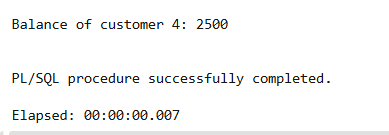 Balance of customer 4: 2500
PL/SQL procedure successfully completed.
Elapsed: 00:00:00.007